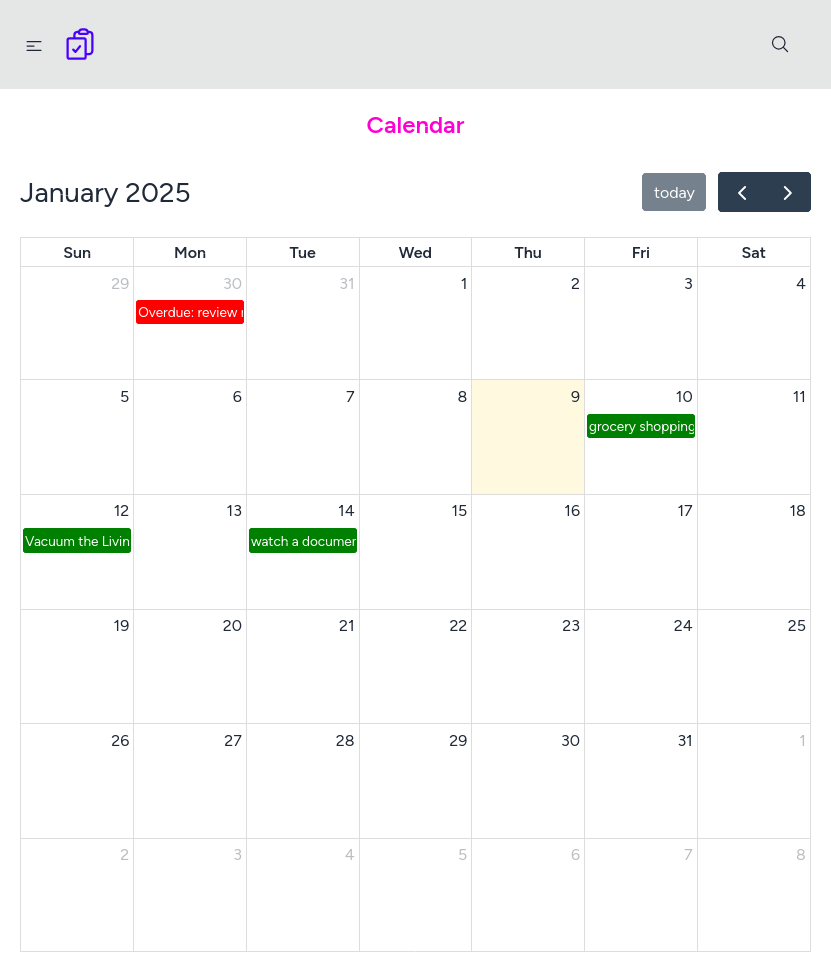 Calendar
January 2025
today
Sun Mon Tue Wed Thu Fri Sat
29 30 31 1 2 3 4
Overdue: review
5 6 7 8 9 10 11
grocery shopping
12 13 14 15 16 17 18
Vacuum the Livin watch a documen
19 20 21 22 23 24 25
26 27 28 29 30 31 1
2 3 4 5 6 7 8